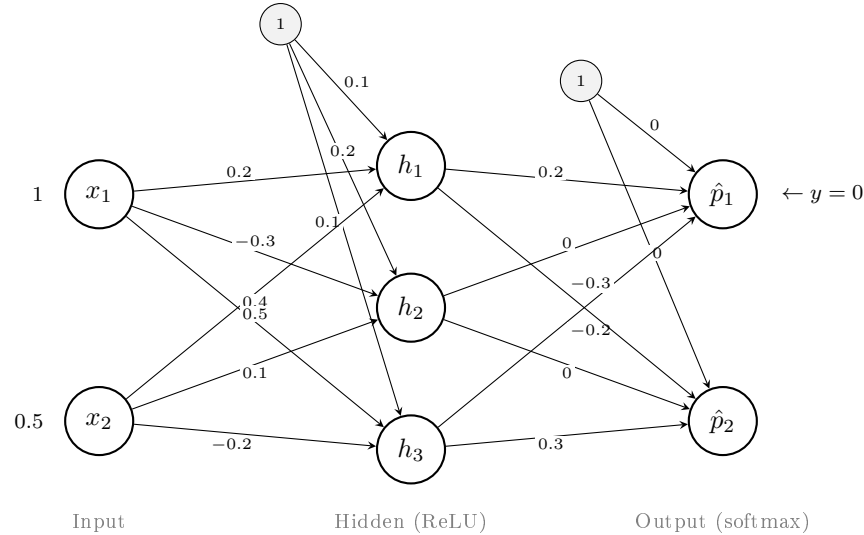 1
1
0.1
0
0.2
h₁
0.2
0.2
1
x₁
p̂₁
← y = 0
0.1
−0.3
0
0
−0.3
0.4
0.5
h₂
−0.2
0.1
0
0.5
x₂
p̂₂
−0.2
h₃
0.3
Input
Hidden (ReLU)
Output (softmax)